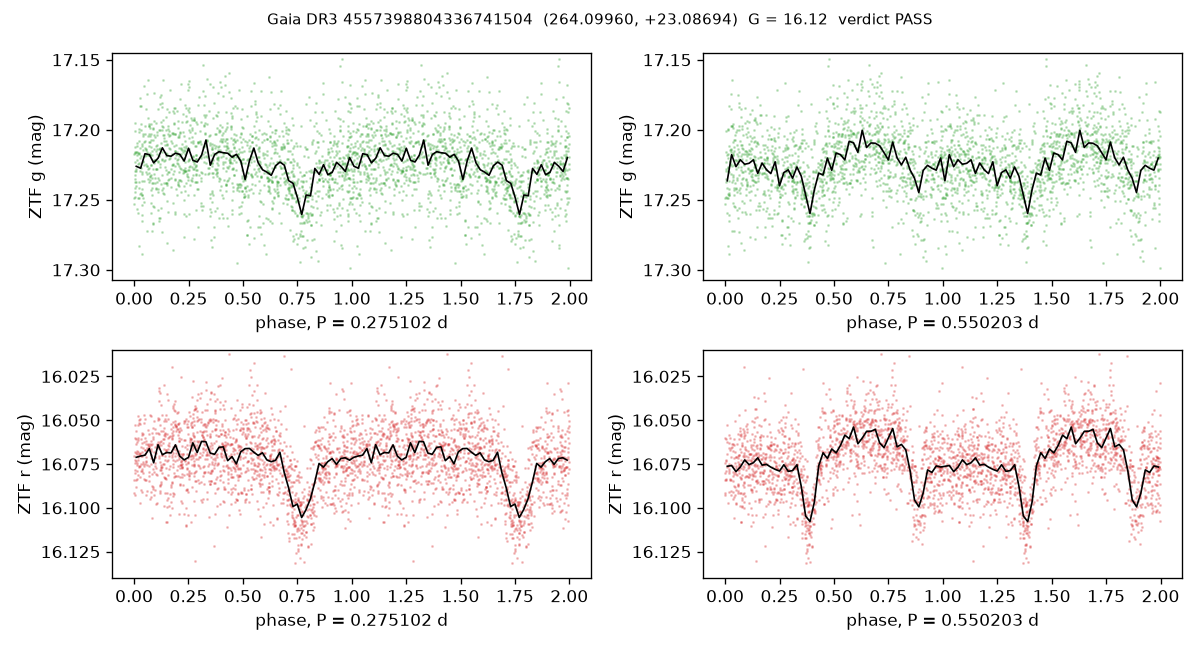 Gaia DR3 4557398804336741504 (264.09960, +23.08694) G = 16.12 verdict PASS
ZTF g (mag)
17.15
17.20
17.25
17.30
0.00 0.25 0.50 0.75 1.00 1.25 1.50 1.75 2.00
phase, P = 0.275102 d
ZTF g (mag)
17.15
17.20
17.25
17.30
0.00 0.25 0.50 0.75 1.00 1.25 1.50 1.75 2.00
phase, P = 0.550203 d
ZTF r (mag)
16.025
16.050
16.075
16.100
16.125
0.00 0.25 0.50 0.75 1.00 1.25 1.50 1.75 2.00
phase, P = 0.275102 d
ZTF r (mag)
16.025
16.050
16.075
16.100
16.125
0.00 0.25 0.50 0.75 1.00 1.25 1.50 1.75 2.00
phase, P = 0.550203 d